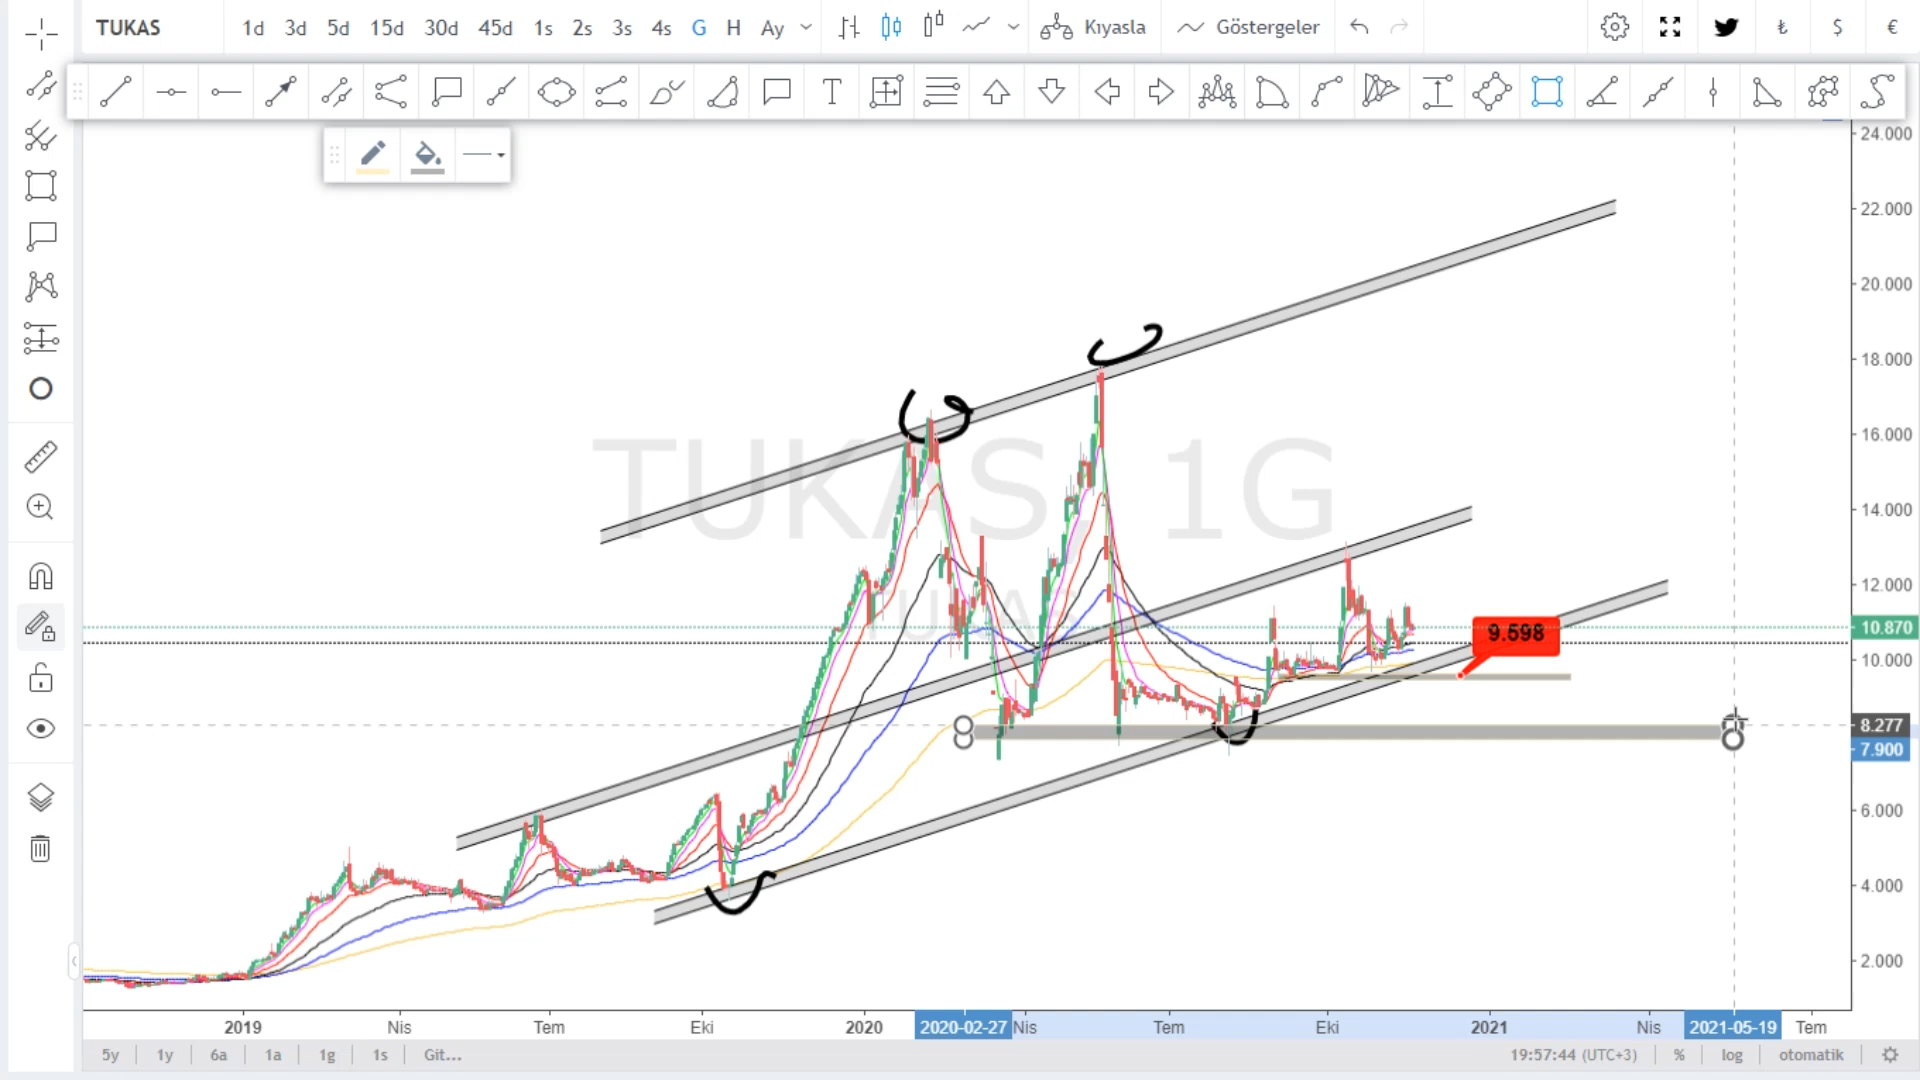 TUKAS 1d 3d 5d 15d 30d 45d 1s 2s 3s 4s G H Ay Kıyasla Göstergeler ₺ $ €
T
24.000
22.000
20.000
18.000
16.000
TUKAS, 1G
14.000
12.000
TUKAS
9.598
10.870
10.000
8.277
7.900
6.000
4.000
2.000
2019 Nis Tem Eki 2020 2020-02-27 Nis Tem Eki 2021 Nis 2021-05-19 Tem
5y 1y 6a 1a 1g 1s Git... 19:57:44 (UTC+3) % log otomatik